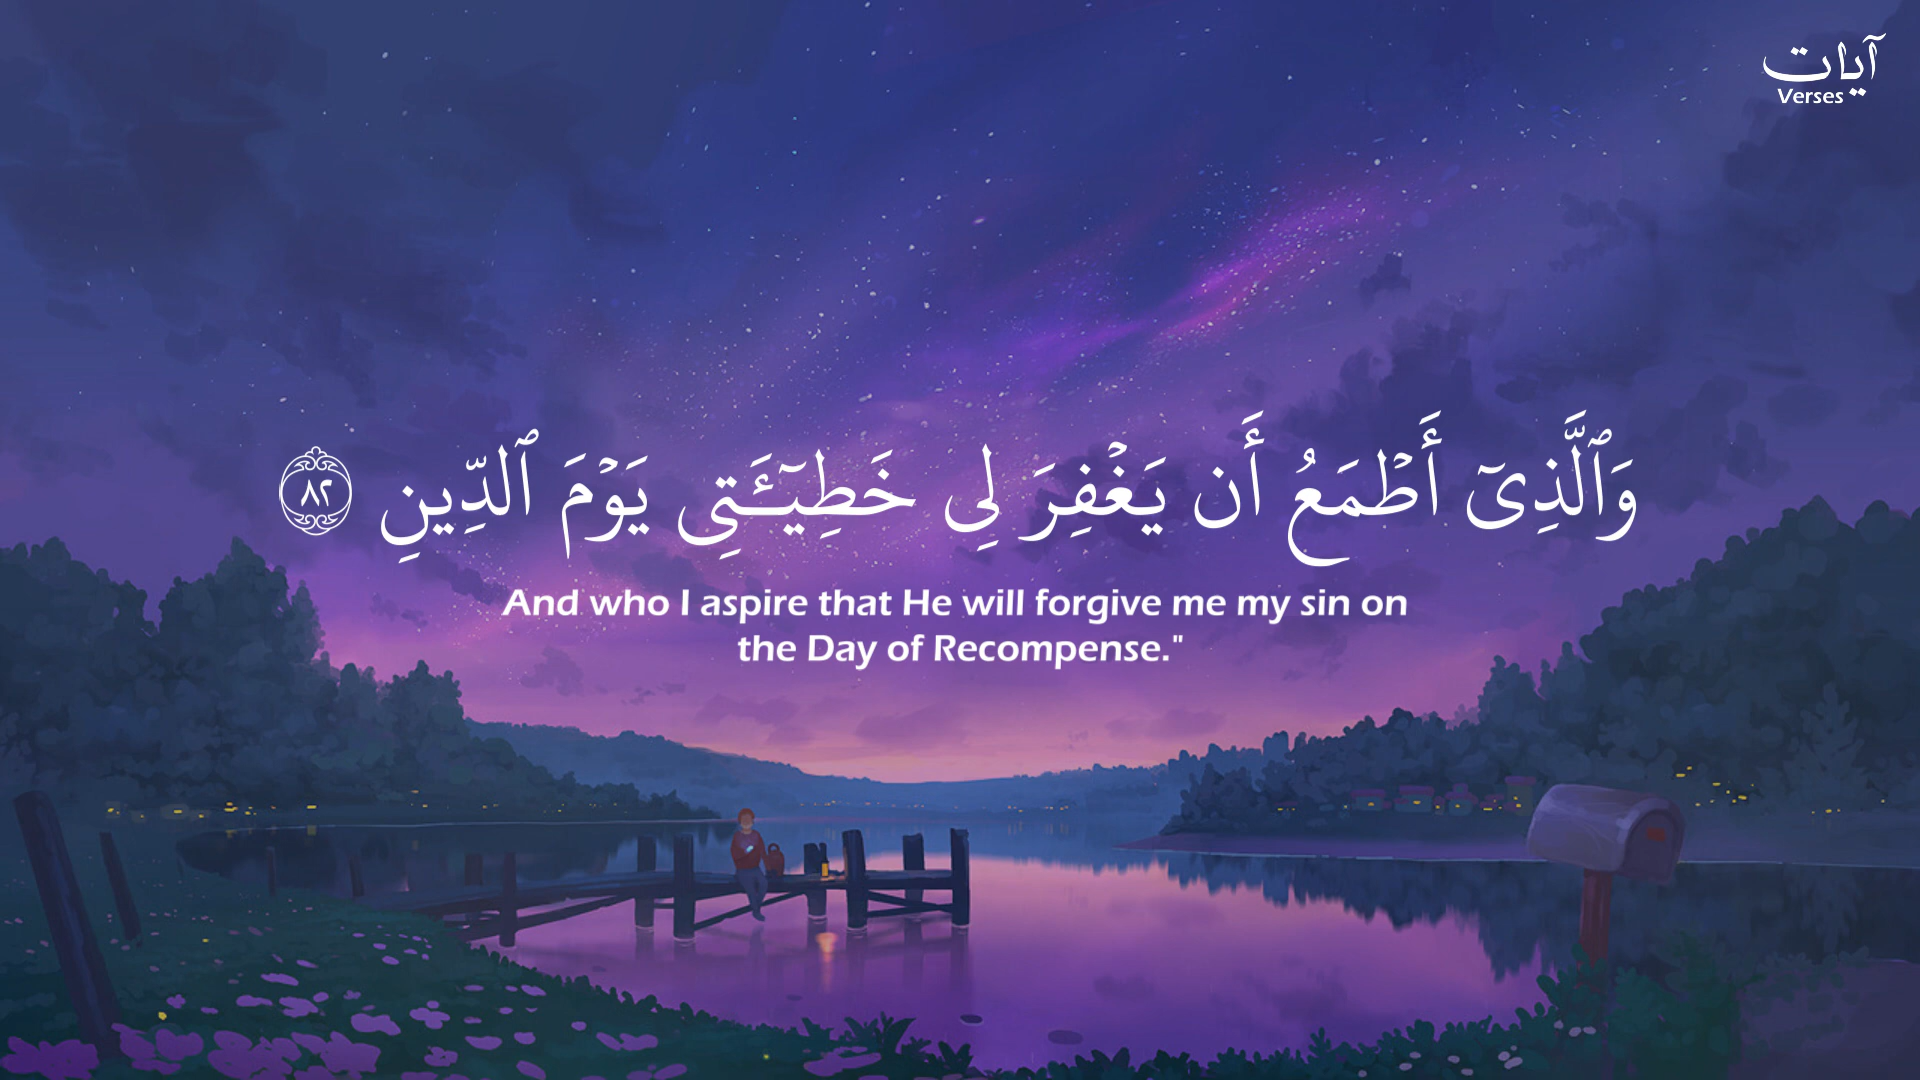 آيات
Verses
وَٱلَّذِىٓ أَطْمَعُ أَن يَغْفِرَ لِى خَطِيٓـَٔتِى يَوْمَ ٱلدِّينِ ٨٢
And who I aspire that He will forgive me my sin on
the Day of Recompense."